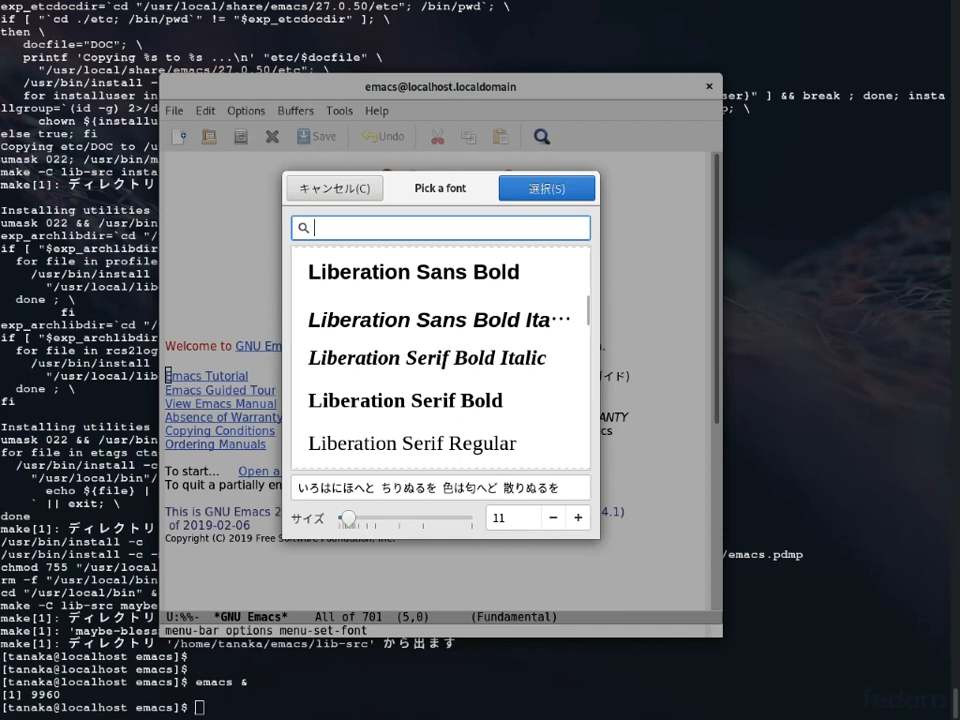 exp_etcdocdir=`cd "/usr/local/share/emacs/27.0.50/etc"; /bin/pwd`; \
if [ "`cd ./etc; /bin/pwd`" != "$exp_etcdocdir" ]; \
then \
docfile="DOC"; \
printf 'Copying %s to %s ...\n' "etc/$docfile" \
"/usr/local/share/emacs/27.0.50/etc"; \
/usr/bin/install -
for installuser in
ser}" ] && break ; done; insta
llgroup=`(id -g) 2>/d
p; \
chown ${installu
else true; fi
Copying etc/DOC to /u
umask 022; /usr/bin/m
make -C lib-src insta
make[1]: ディレクトリ
Installing utilities
umask 022 && /usr/bin
exp_archlibdir=`cd "/
if [ "$exp_archlibdir
for file in profile
/usr/bin/install
"/usr/local/lib
done ; \
fi
exp_archlibdir=`cd "/
if [ "$exp_archlibdir
for file in rcs2log
/usr/bin/install
"/usr/local/lib
done ; \
fi
Installing utilities
umask 022 && /usr/bin
for file in etags cta
/usr/bin/install -c
"/usr/local/bin"/
echo ${file} |
` || exit; \
done
make[1]: ディレクトリ
/usr/bin/install -c
/usr/bin/install -c -
/emacs.pdmp
chmod 755 "/usr/local
rm -f "/usr/local/bin
cd "/usr/local/bin" &
make -C lib-src maybe
make[1]: ディレクトリ
make[1]: 'maybe-bless
make[1]: ディレクトリ '/home/tanaka/emacs/lib-src' から出ます
[tanaka@localhost emacs]$
[tanaka@localhost emacs]$
[tanaka@localhost emacs]$ emacs &
[1] 9960
[tanaka@localhost emacs]$
emacs@localhost.localdomain ×
File Edit Options Buffers Tools Help
Save Undo
Welcome to GNU Em
Emacs Tutorial
イド)
Emacs Guided Tour
View Emacs Manual
Absence of Warranty
ANTY
Copying Conditions
cs
Ordering Manuals
To start... Open a
To quit a partially en
This is GNU Emacs 2
4.1)
of 2019-02-06
Copyright (C) 2019 Free Software Foundation, Inc.
U:%%- *GNU Emacs* All of 701 (5,0) (Fundamental)
menu-bar options menu-set-font
キャンセル(C) Pick a font 選択(S)
Liberation Sans Bold
Liberation Sans Bold Ita…
Liberation Serif Bold Italic
Liberation Serif Bold
Liberation Serif Regular
いろはにほへと ちりぬるを 色は匂へど 散りぬるを
サイズ 11 − +
fedora